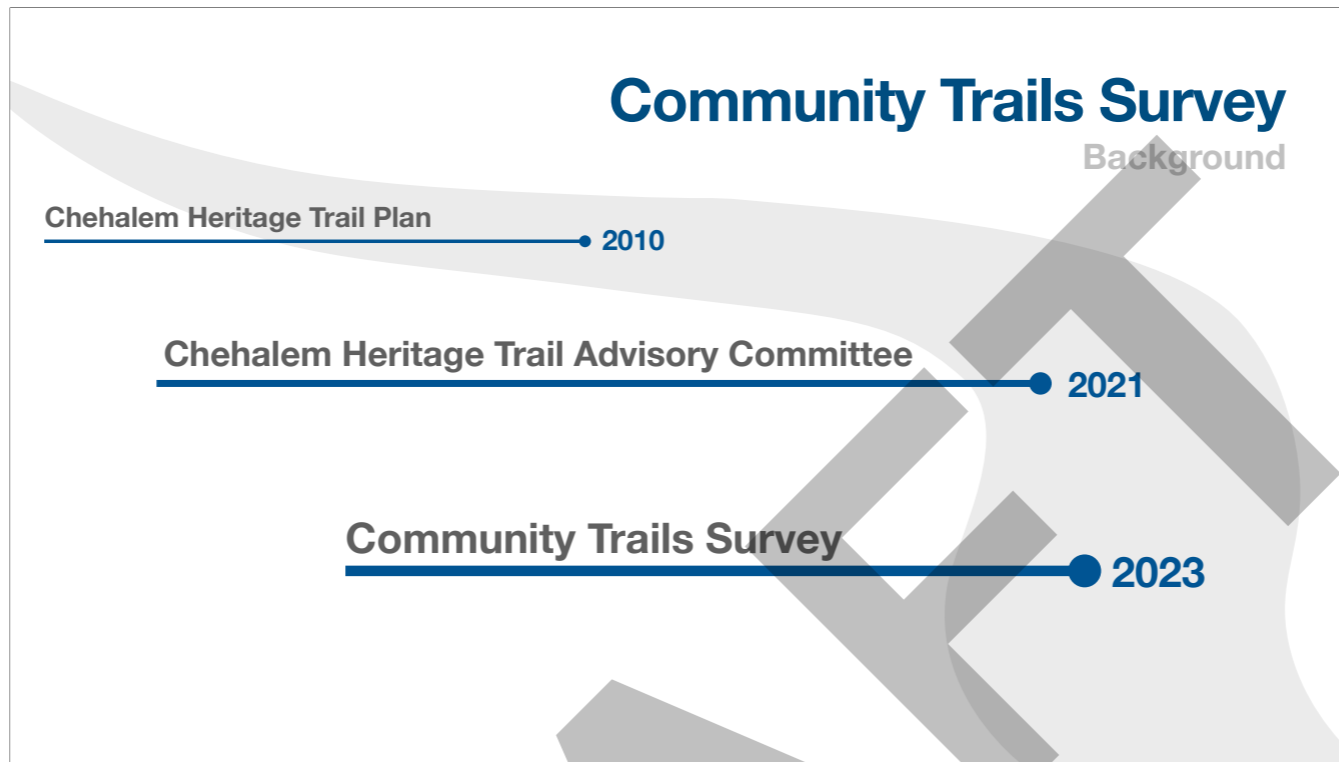 Community Trails Survey
Background
Chehalem Heritage Trail Plan
2010
Chehalem Heritage Trail Advisory Committee
2021
Community Trails Survey
2023